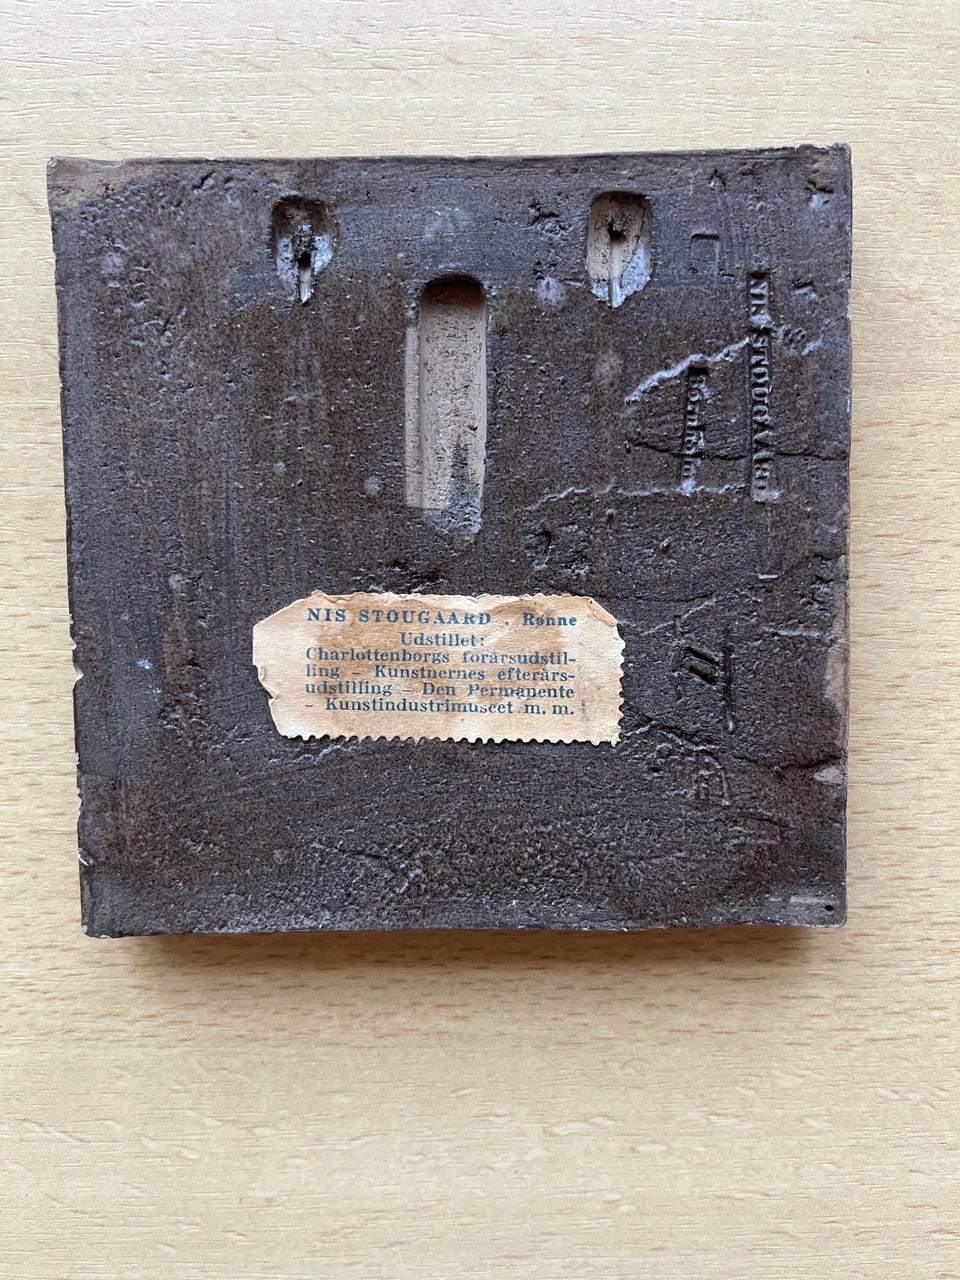 NIS STOUGAARD
Bornholm
NIS STOUGAARD . Rønne
Udstillet:
Charlottenborgs forårsudstil-
ling – Kunstnernes efterårs-
udstilling – Den Permanente
– Kunstindustrimuseet m. m.